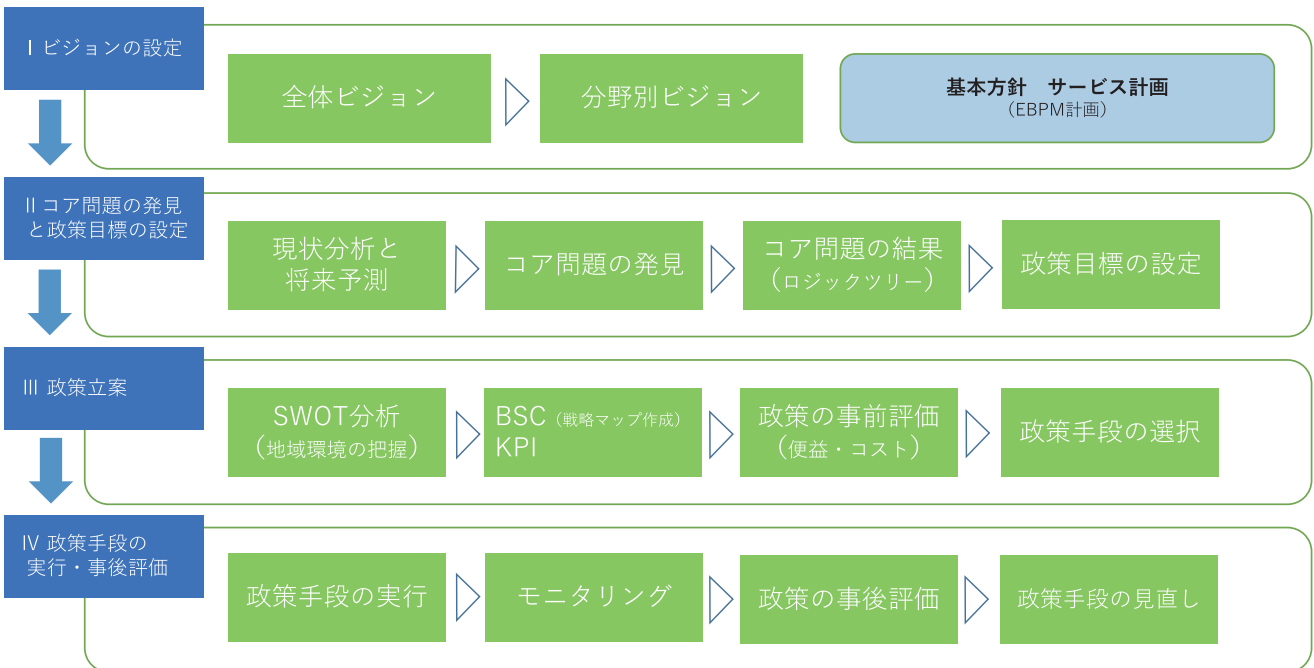 Ⅰ ビジョンの設定
全体ビジョン
分野別ビジョン
基本方針　サービス計画
（EBPM計画）
Ⅱ コア問題の発見
と政策目標の設定
現状分析と
将来予測
コア問題の発見
コア問題の結果
（ロジックツリー）
政策目標の設定
Ⅲ 政策立案
SWOT分析
（地域環境の把握）
BSC（戦略マップ作成）
KPI
政策の事前評価
（便益・コスト）
政策手段の選択
Ⅳ 政策手段の
実行・事後評価
政策手段の実行
モニタリング
政策の事後評価
政策手段の見直し